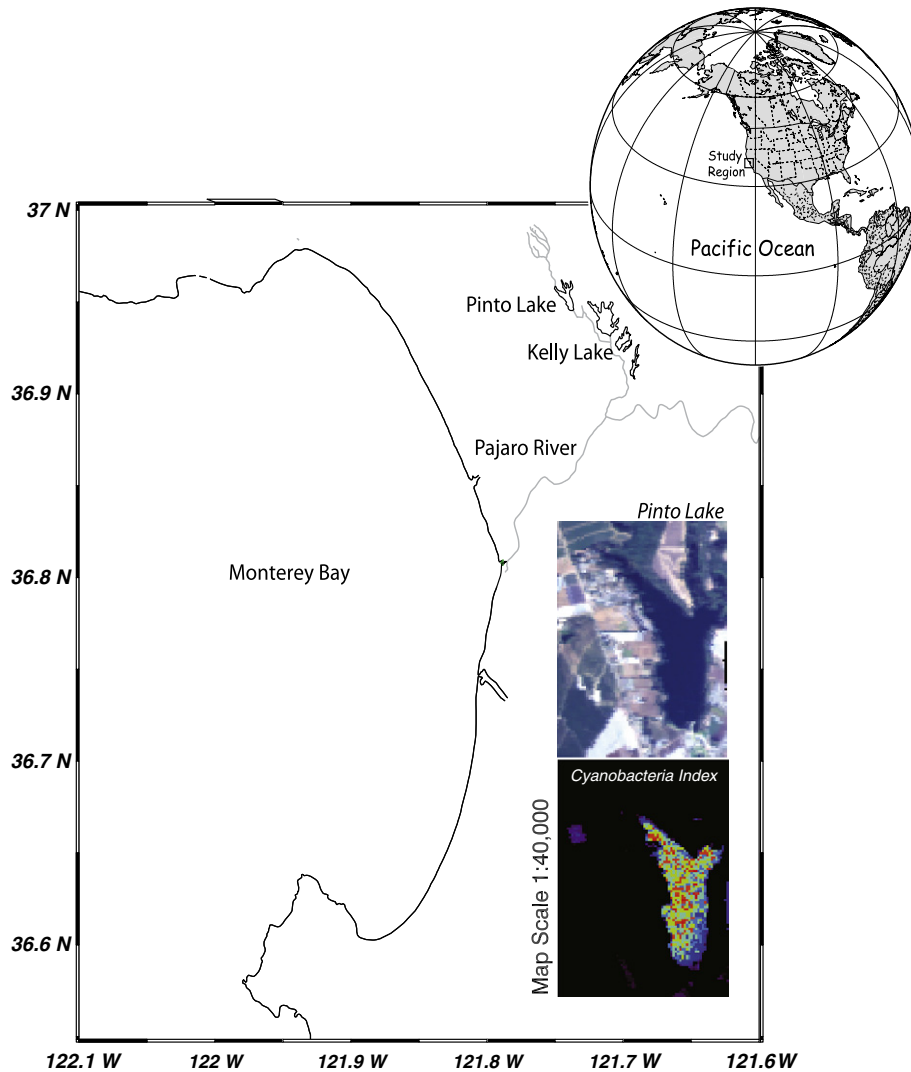 Study
Region
Pacific Ocean
37 N
Pinto Lake
Kelly Lake
36.9 N
Pajaro River
Pinto Lake
Monterey Bay
36.8 N
36.7 N
Cyanobacteria Index
Map Scale 1:40,000
36.6 N
122.1 W
122 W
121.9 W
121.8 W
121.7 W
121.6 W